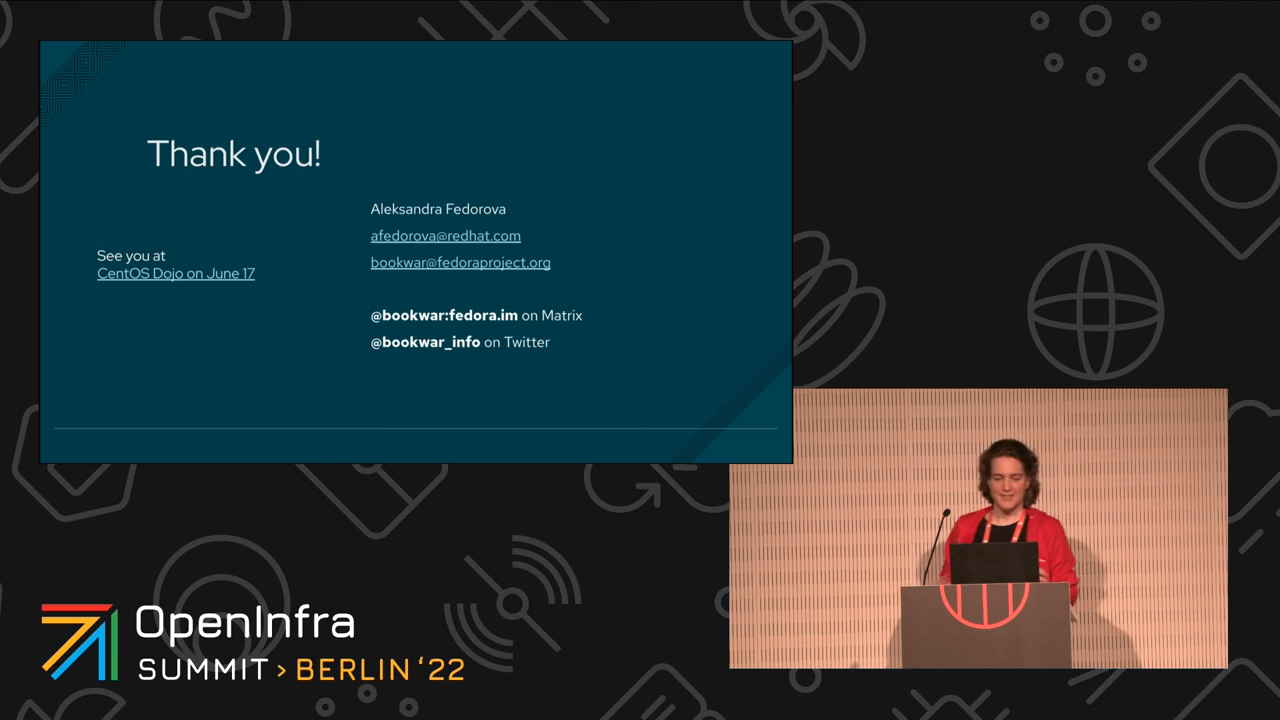 Thank you!
See you at
CentOS Dojo on June 17
Aleksandra Fedorova
afedorova@redhat.com
bookwar@fedoraproject.org
@bookwar:fedora.im on Matrix
@bookwar_info on Twitter
OpenInfra
SUMMIT > BERLIN ‘22